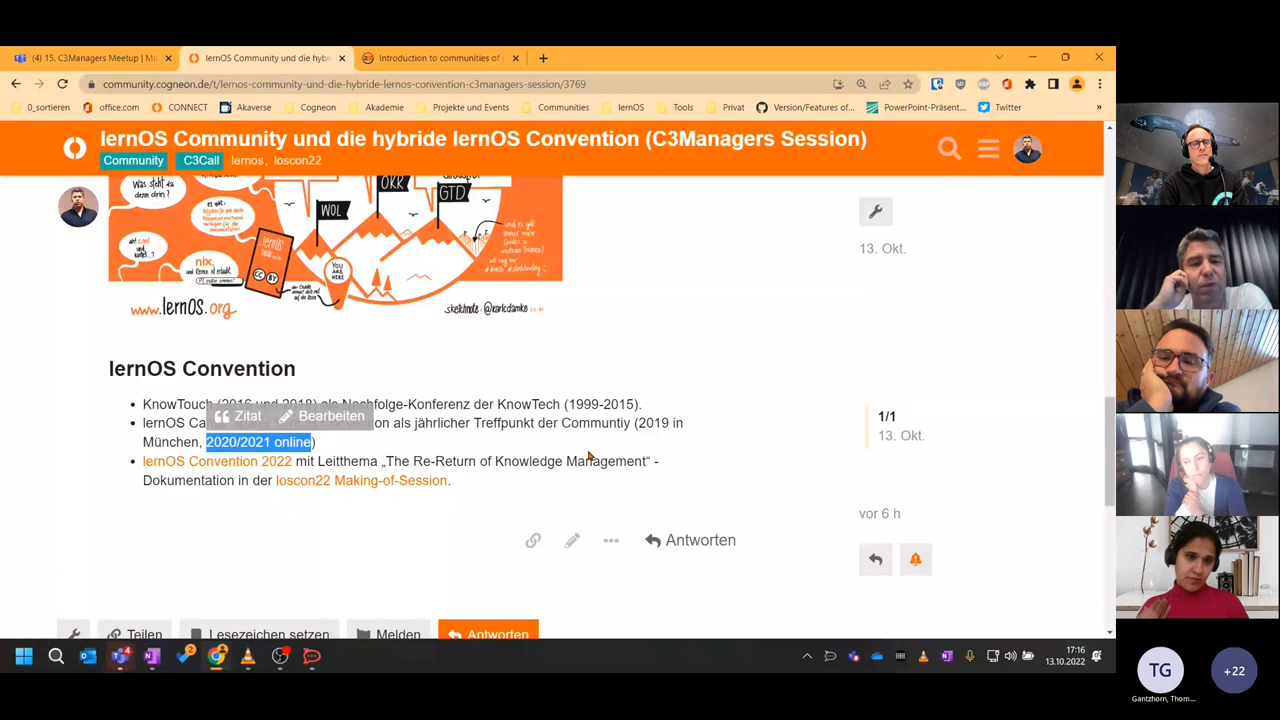 (4) 15. C3Managers Meetup | Mi
lernOS Community und die hybri
Introduction to communities of
community.cogneon.de/t/lernos-community-und-die-hybride-lernos-convention-c3managers-session/3769
0_sortieren office.com CONNECT Akaverse Cogneon Akademie Projekte und Events Communities lernOS Tools Privat Version/Features of... PowerPoint-Präsent... Twitter »
lernOS Community und die hybride lernOS Convention (C3Managers Session)
Community C3Call lernos, loscon22
Was steht da
denn drin?
OKR
GTD
WOL
nix,
YOU
ARE
HERE
CC BY
www.lernOS.org
sketchnote: @karldamke
13. Okt.
lernOS Convention
KnowTouch (2016 und 2018) als Nachfolge-Konferenz der KnowTech (1999-2015).
Zitat Bearbeiten
lernOS Ca on als jährlicher Treffpunkt der Communtiy (2019 in
München, 2020/2021 online)
lernOS Convention 2022 mit Leitthema „The Re-Return of Knowledge Management“ -
Dokumentation in der loscon22 Making-of-Session.
1/1
13. Okt.
vor 6 h
Antworten
Teilen Lesezeichen setzen Melden Antworten
17:16
13.10.2022
TG
Gantzhorn, Thom...
+22